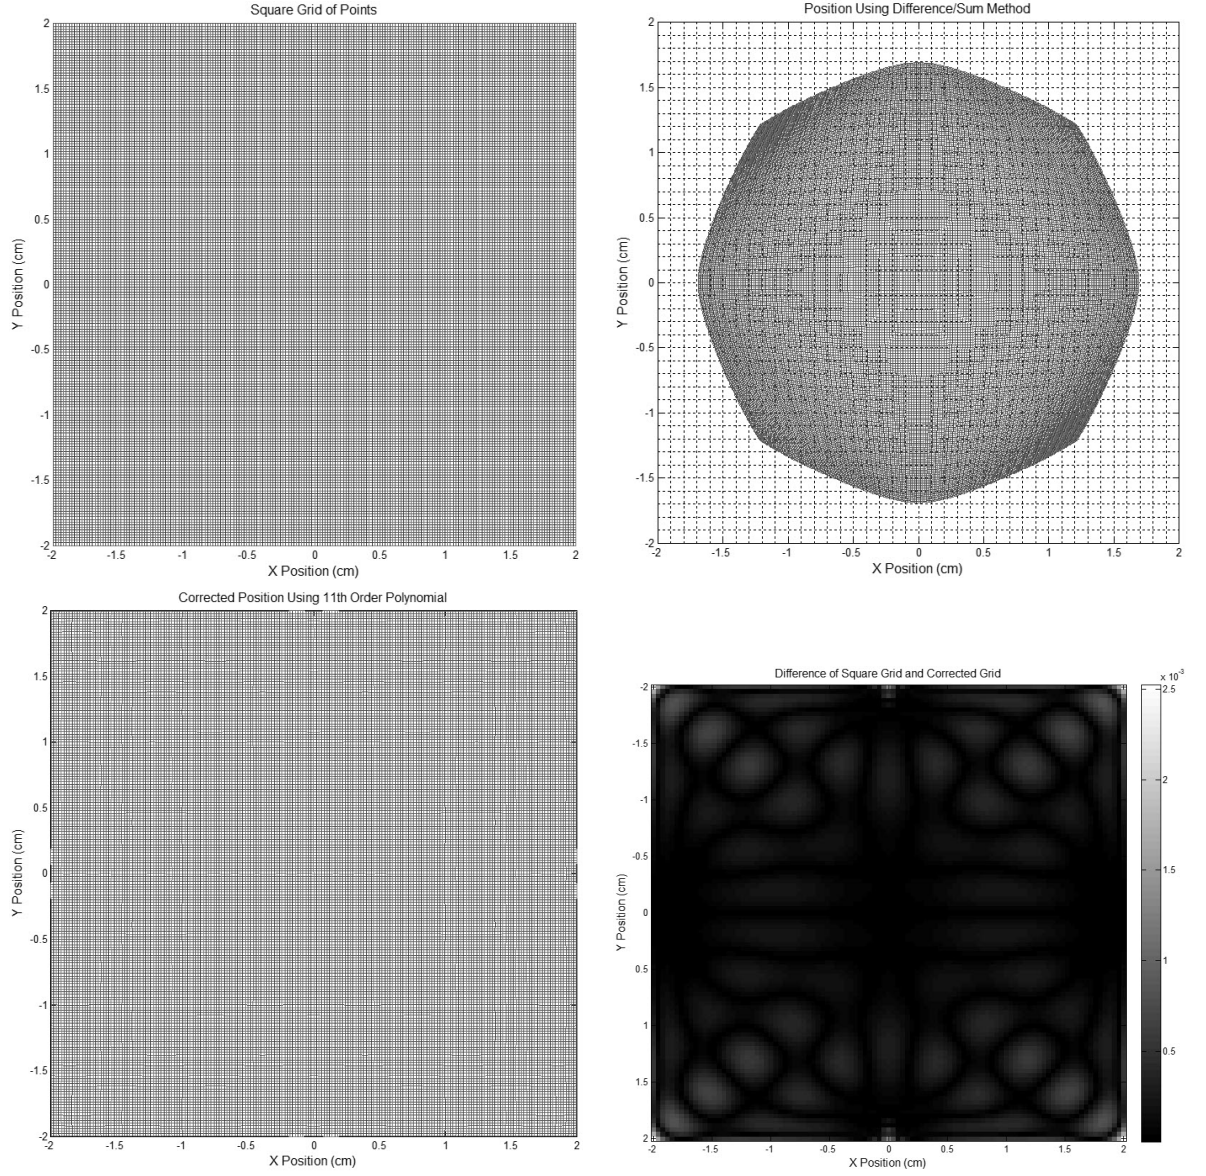 Square Grid of Points
2
1.5
1
0.5
0
-0.5
-1
-1.5
-2
Y Position (cm)
-2 -1.5 -1 -0.5 0 0.5 1 1.5 2
X Position (cm)
Position Using Difference/Sum Method
2
1.5
1
0.5
0
-0.5
-1
-1.5
-2
Y Position (cm)
-2 -1.5 -1 -0.5 0 0.5 1 1.5 2
X Position (cm)
Corrected Position Using 11th Order Polynomial
2
1.5
1
0.5
0
-0.5
-1
-1.5
-2
Y Position (cm)
-2 -1.5 -1 -0.5 0 0.5 1 1.5 2
X Position (cm)
Difference of Square Grid and Corrected Grid
-2
-1.5
-1
-0.5
0
0.5
1
1.5
2
Y Position (cm)
-2 -1.5 -1 -0.5 0 0.5 1 1.5 2
X Position (cm)
x 10⁻³
2.5
2
1.5
1
0.5